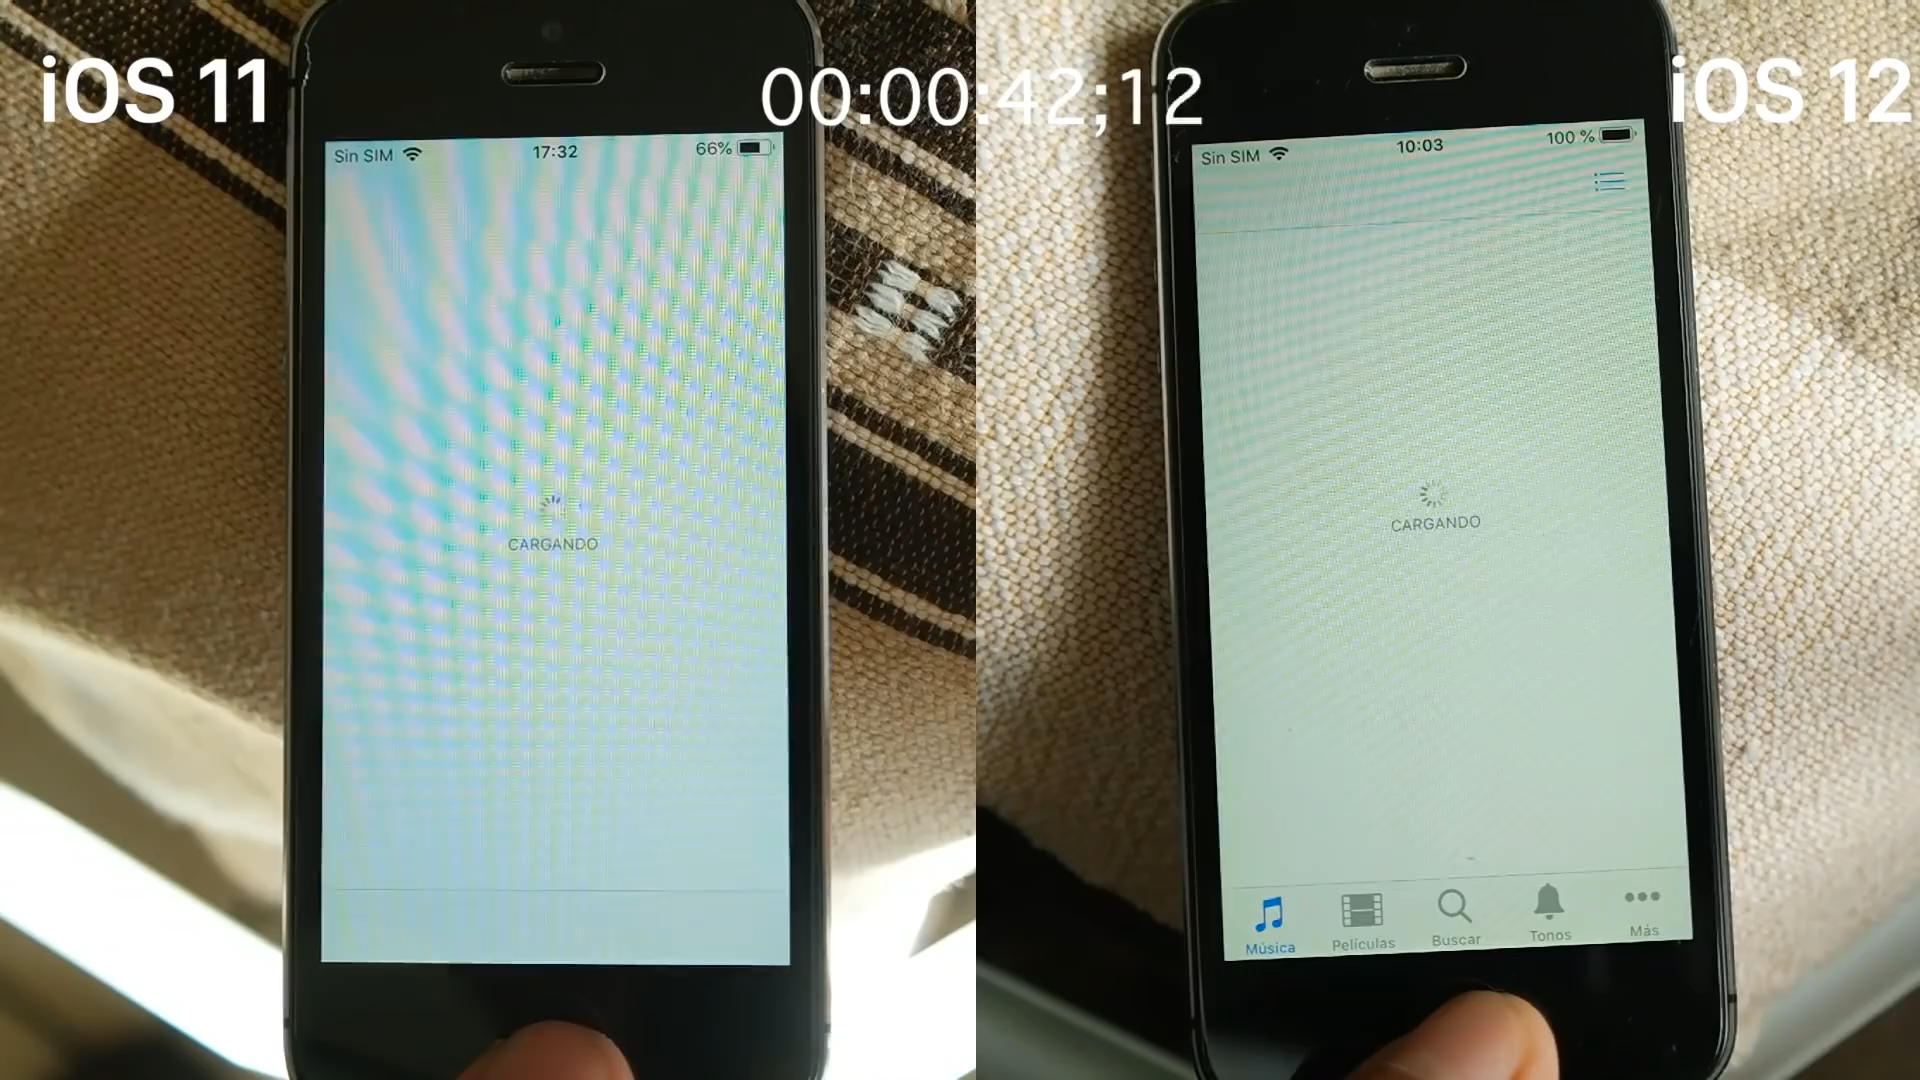 iOS 11
00:00:42;12
iOS 12
Sin SIM 17:32 66%
CARGANDO
Sin SIM 10:03 100 %
CARGANDO
Música Películas Buscar Tonos Más